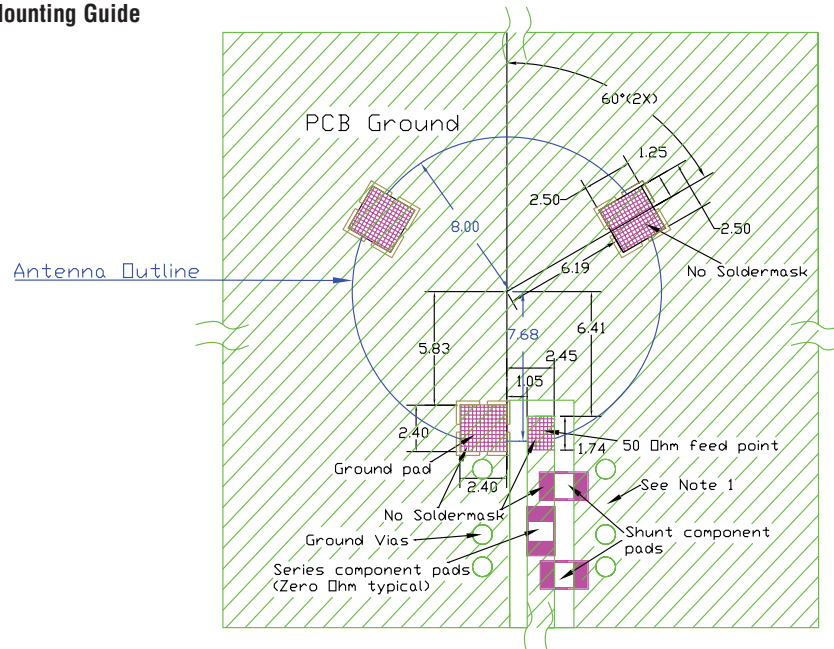 Mounting Guide
60°(2X)
PCB Ground
1.25
2.50
8.00
2.50
6.19
No Soldermask
Antenna Outline
7.68
6.41
5.83
2.45
1.05
2.40
1.74
50 Ohm feed point
Ground pad
2.40
See Note 1
No Soldermask
Ground Vias
Shunt component
pads
Series component pads
(Zero Ohm typical)